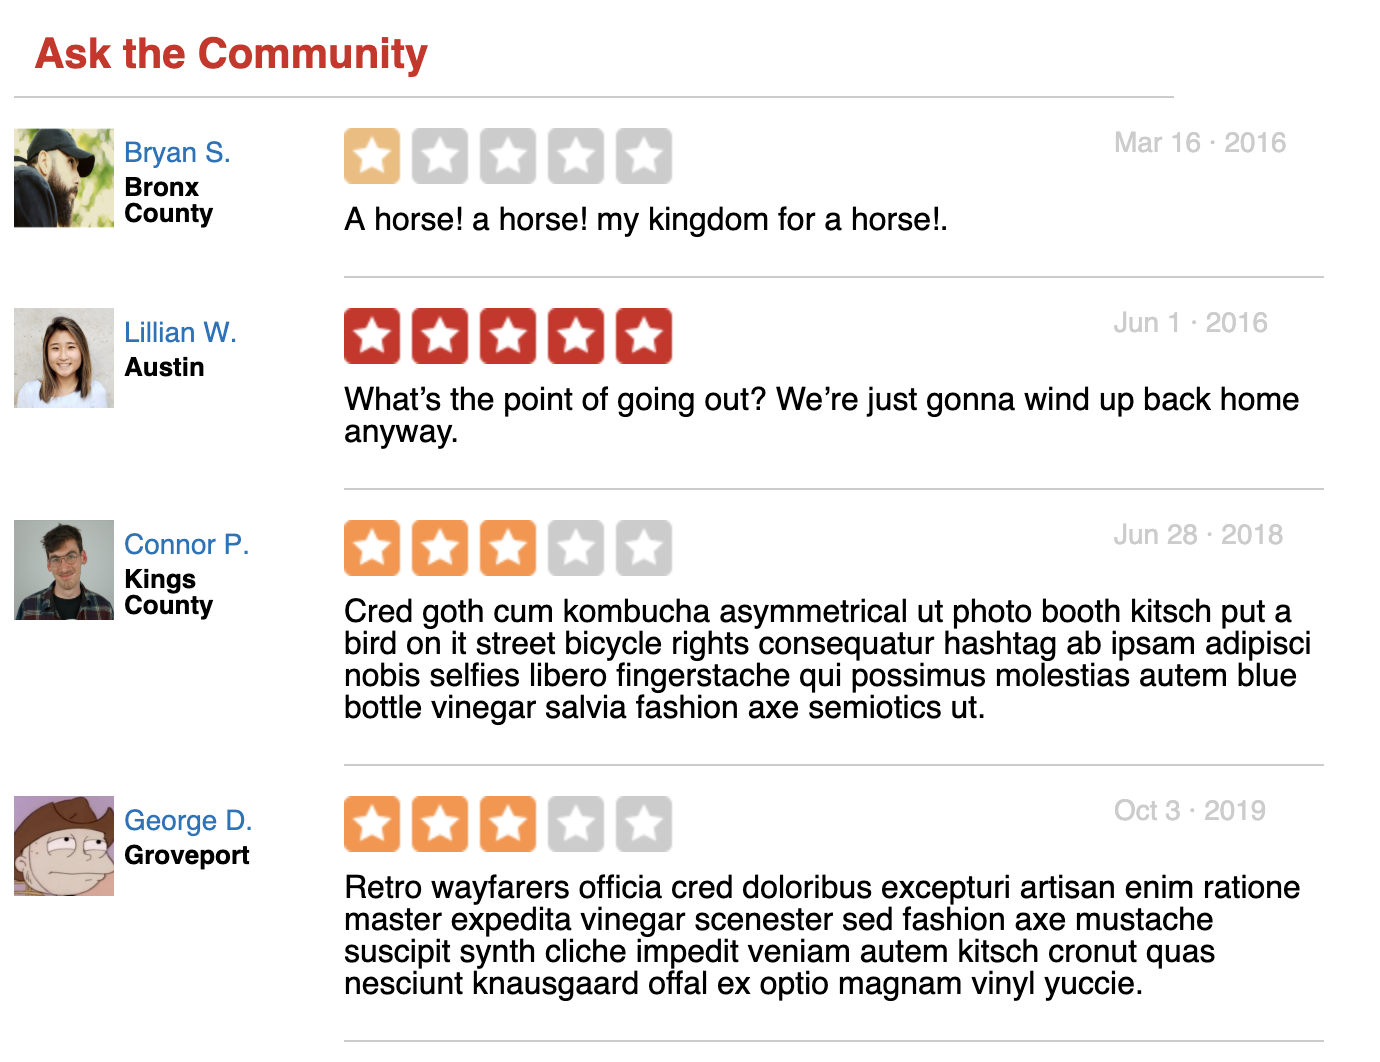 Ask the Community
Bryan S.
Bronx
County
Mar 16 · 2016
A horse! a horse! my kingdom for a horse!.
Lillian W.
Austin
Jun 1 · 2016
What’s the point of going out? We’re just gonna wind up back home
anyway.
Connor P.
Kings
County
Jun 28 · 2018
Cred goth cum kombucha asymmetrical ut photo booth kitsch put a
bird on it street bicycle rights consequatur hashtag ab ipsam adipisci
nobis selfies libero fingerstache qui possimus molestias autem blue
bottle vinegar salvia fashion axe semiotics ut.
George D.
Groveport
Oct 3 · 2019
Retro wayfarers officia cred doloribus excepturi artisan enim ratione
master expedita vinegar scenester sed fashion axe mustache
suscipit synth cliche impedit veniam autem kitsch cronut quas
nesciunt knausgaard offal ex optio magnam vinyl yuccie.